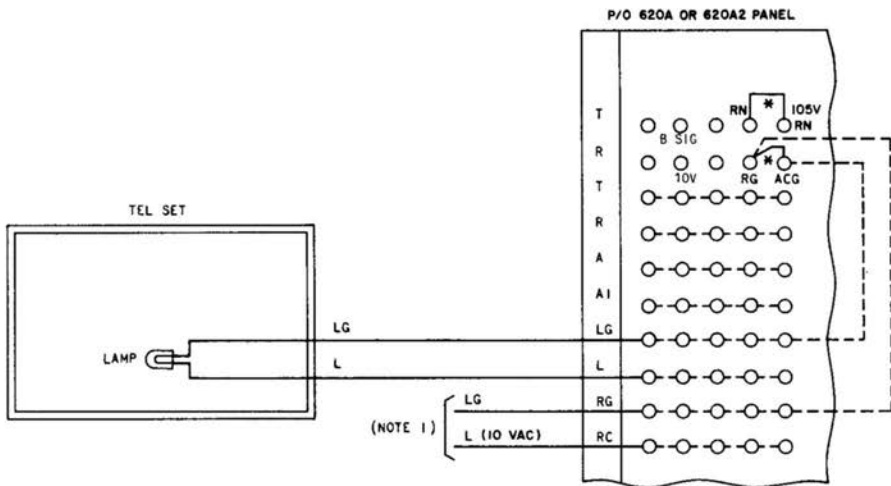 P/O 620A OR 620A2 PANEL
RN * 105V
T
RN
B SIG
R
*
10V RG ACG
T
TEL SET
R
A
A1
LG LG
LAMP
L L
LG RG
(NOTE 1)
L (10 VAC) RC